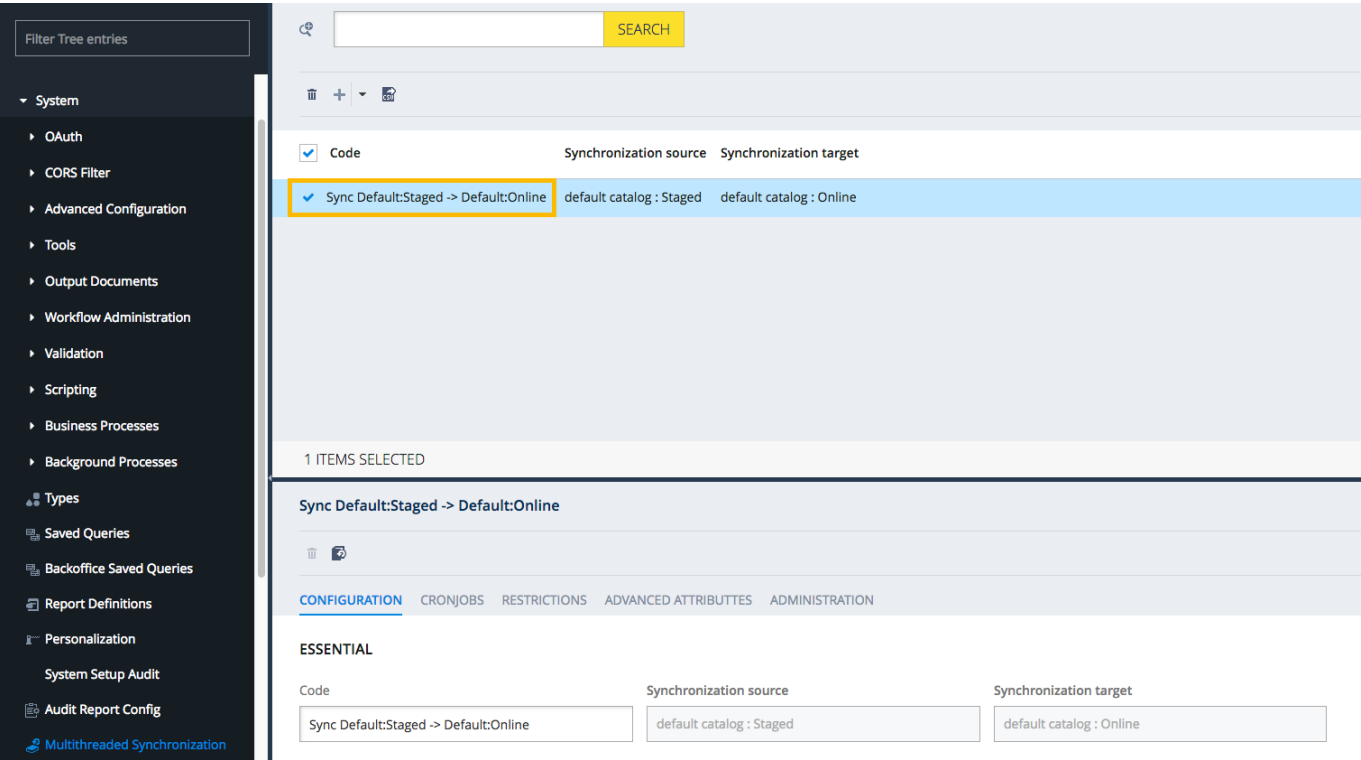 Filter Tree entries
System
OAuth
CORS Filter
Advanced Configuration
Tools
Output Documents
Workflow Administration
Validation
Scripting
Business Processes
Background Processes
Types
Saved Queries
Backoffice Saved Queries
Report Definitions
Personalization
System Setup Audit
Audit Report Config
Multithreaded Synchronization
SEARCH
Code Synchronization source Synchronization target
Sync Default:Staged -> Default:Online default catalog : Staged default catalog : Online
1 ITEMS SELECTED
Sync Default:Staged -> Default:Online
CONFIGURATION CRONJOBS RESTRICTIONS ADVANCED ATTRIBUTTES ADMINISTRATION
ESSENTIAL
Code Synchronization source Synchronization target
Sync Default:Staged -> Default:Online default catalog : Staged default catalog : Online